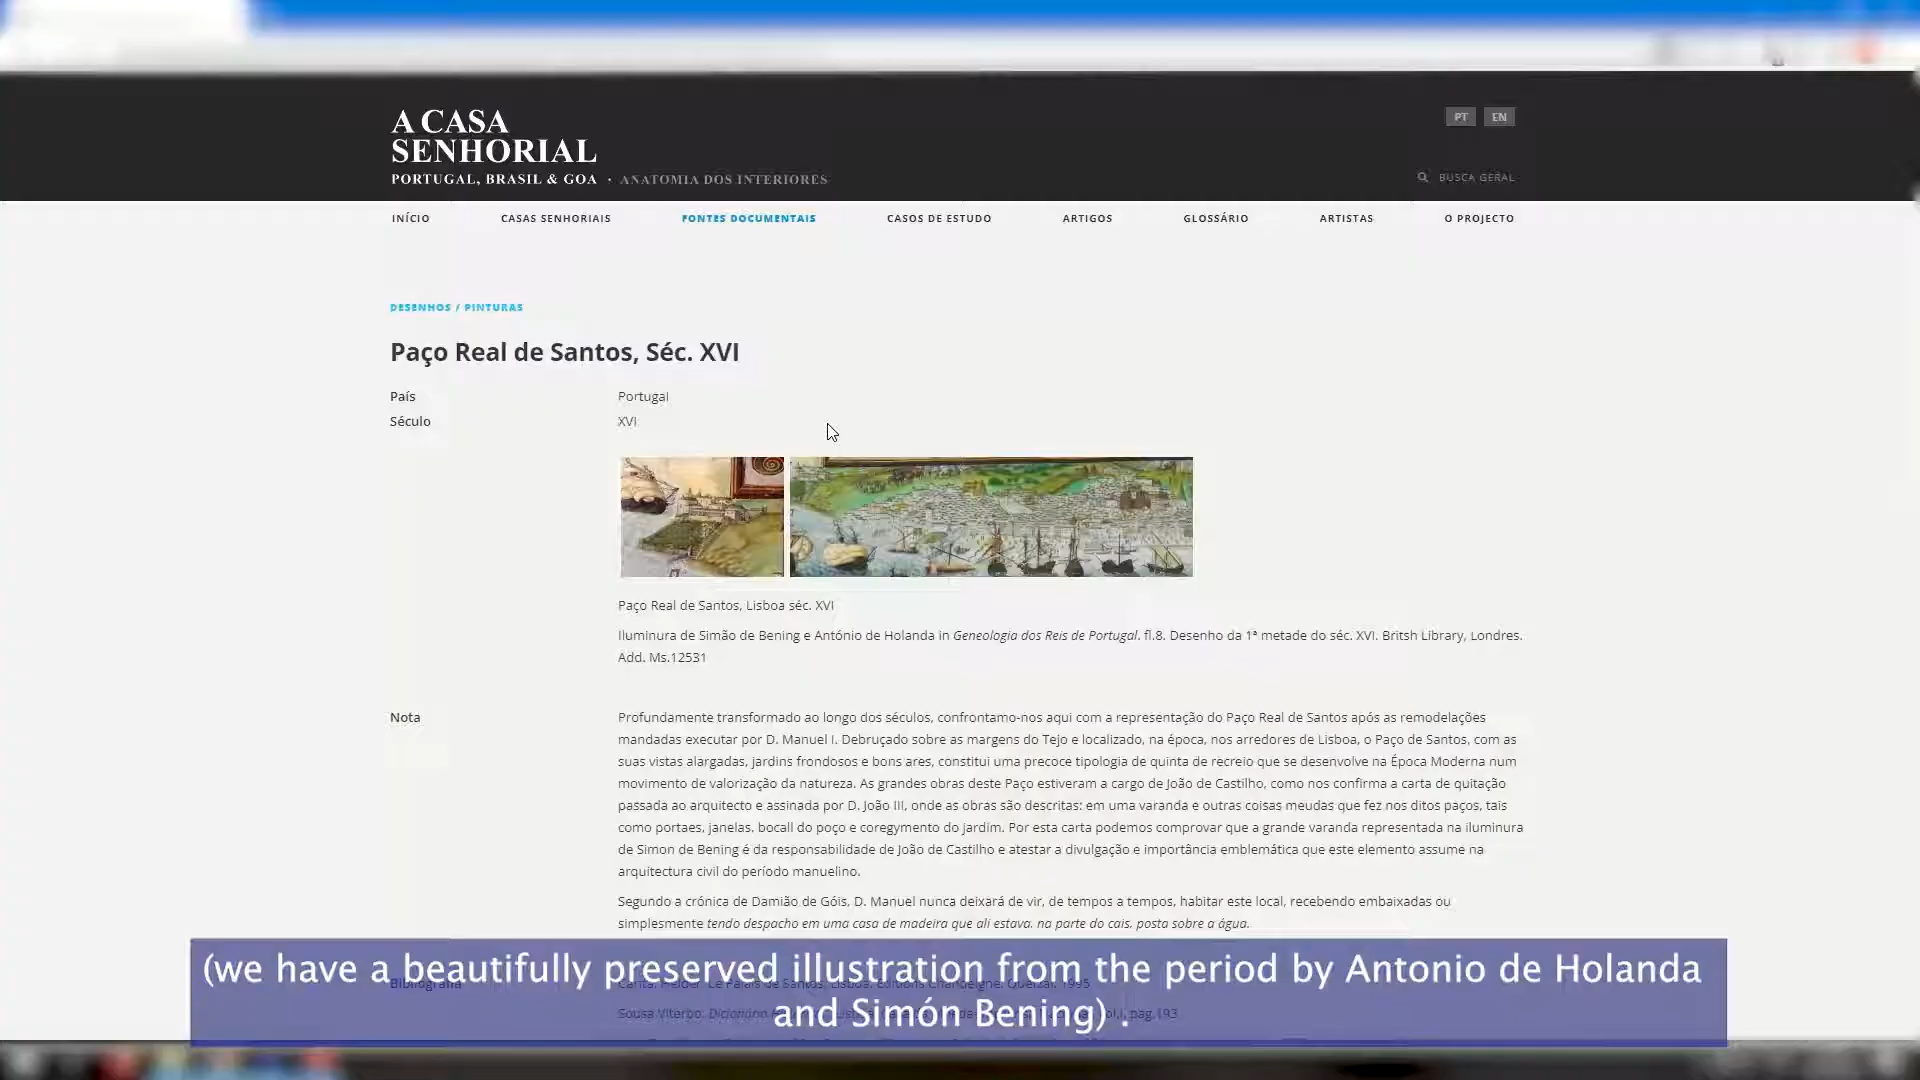 A CASA
SENHORIAL
PORTUGAL, BRASIL & GOA • ANATOMIA DOS INTERIORES
PT EN
BUSCA GERAL
INÍCIO CASAS SENHORIAIS FONTES DOCUMENTAIS CASOS DE ESTUDO ARTIGOS GLOSSÁRIO ARTISTAS O PROJECTO
DESENHOS / PINTURAS
Paço Real de Santos, Séc. XVI
País Portugal
Século XVI
Paço Real de Santos, Lisboa séc. XVI
Iluminura de Simão de Bening e António de Holanda in Geneologia dos Reis de Portugal. fl.8. Desenho da 1ª metade do séc. XVI. Britsh Library, Londres.
Add. Ms.12531
Nota Profundamente transformado ao longo dos séculos, confrontamo-nos aqui com a representação do Paço Real de Santos após as remodelações
mandadas executar por D. Manuel I. Debruçado sobre as margens do Tejo e localizado, na época, nos arredores de Lisboa, o Paço de Santos, com as
suas vistas alargadas, jardins frondosos e bons ares, constitui uma precoce tipologia de quinta de recreio que se desenvolve na Época Moderna num
movimento de valorização da natureza. As grandes obras deste Paço estiveram a cargo de João de Castilho, como nos confirma a carta de quitação
passada ao arquitecto e assinada por D. João III, onde as obras são descritas: em uma varanda e outras coisas meudas que fez nos ditos paços, tais
como portaes, janelas. bocall do poço e coregymento do jardim. Por esta carta podemos comprovar que a grande varanda representada na iluminura
de Simon de Bening é da responsabilidade de João de Castilho e atestar a divulgação e importância emblemática que este elemento assume na
arquitectura civil do período manuelino.
Segundo a crónica de Damião de Góis, D. Manuel nunca deixará de vir, de tempos a tempos, habitar este local, recebendo embaixadas ou
simplesmente tendo despacho em uma casa de madeira que ali estava. na parte do cais. posta sobre a água.
(we have a beautifully preserved illustration from the period by Antonio de Holanda
and Simón Bening) .
Bibliografia
Sousa Viterbo. pag.193